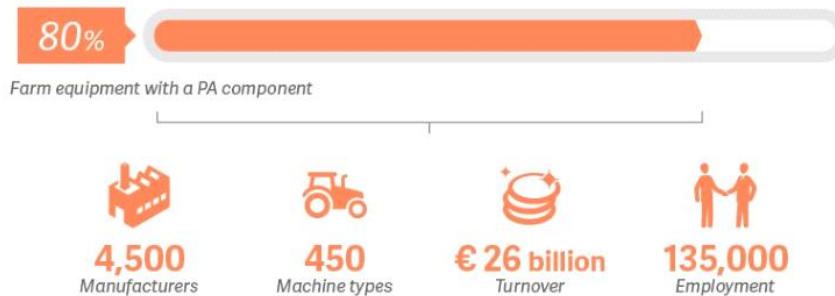 80%
Farm equipment with a PA component
4,500
Manufacturers
450
Machine types
€ 26 billion
Turnover
135,000
Employment